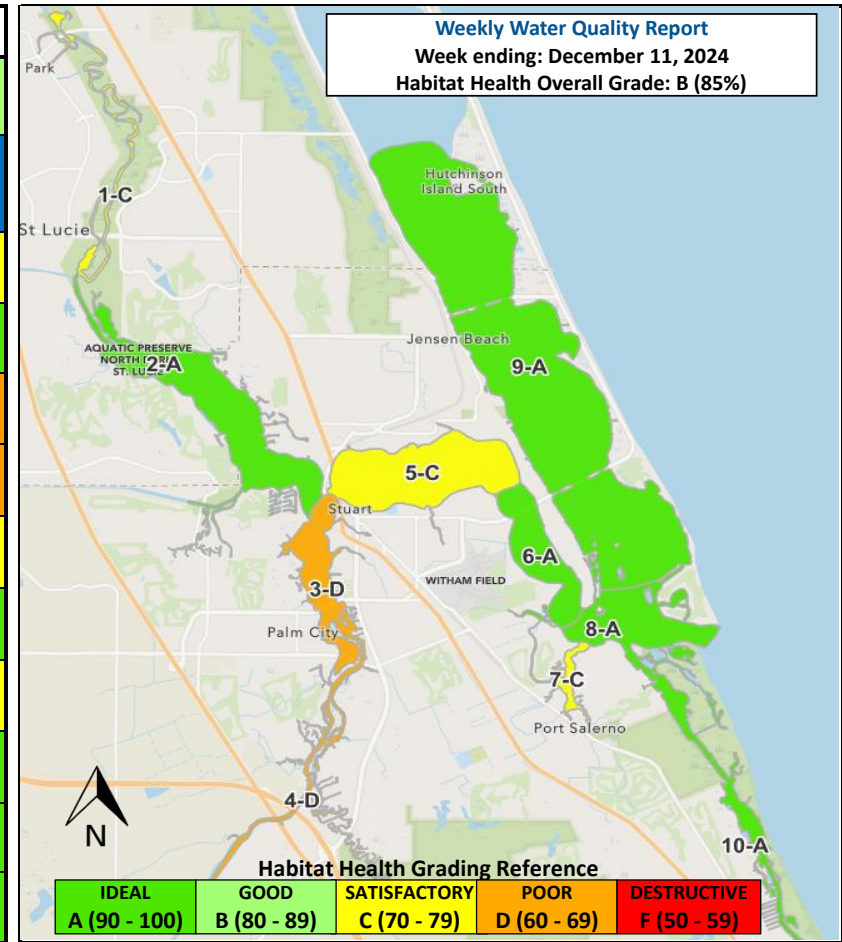 Weekly Water Quality Report
Week ending: December 11, 2024
Habitat Health Overall Grade: B (85%)
Park
Hutchinson
Island South
1-C
St Lucie
Jensen Beach
AQUATIC PRESERVE
NORTH
ST.
2-A
9-A
5-C
Stuart
6-A
WITHAM FIELD
3-D
Palm City
8-A
7-C
Port Salerno
4-D
10-A
N
Habitat Health Grading Reference
IDEAL GOOD SATISFACTORY POOR DESTRUCTIVE
A (90 - 100) B (80 - 89) C (70 - 79) D (60 - 69) F (50 - 59)